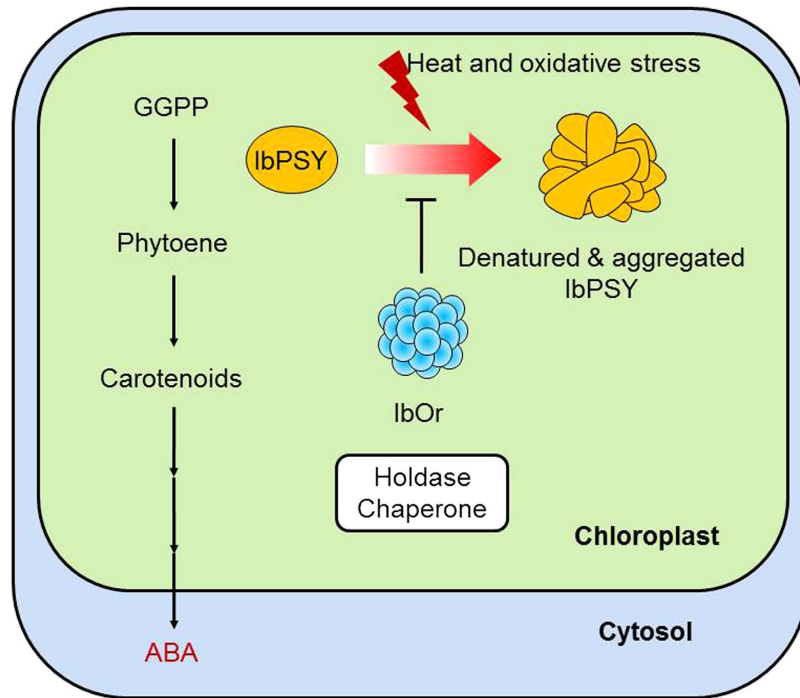 Heat and oxidative stress
GGPP
IbPSY
Phytoene
Denatured & aggregated
IbPSY
Carotenoids
IbOr
Holdase
Chaperone
Chloroplast
Cytosol
ABA